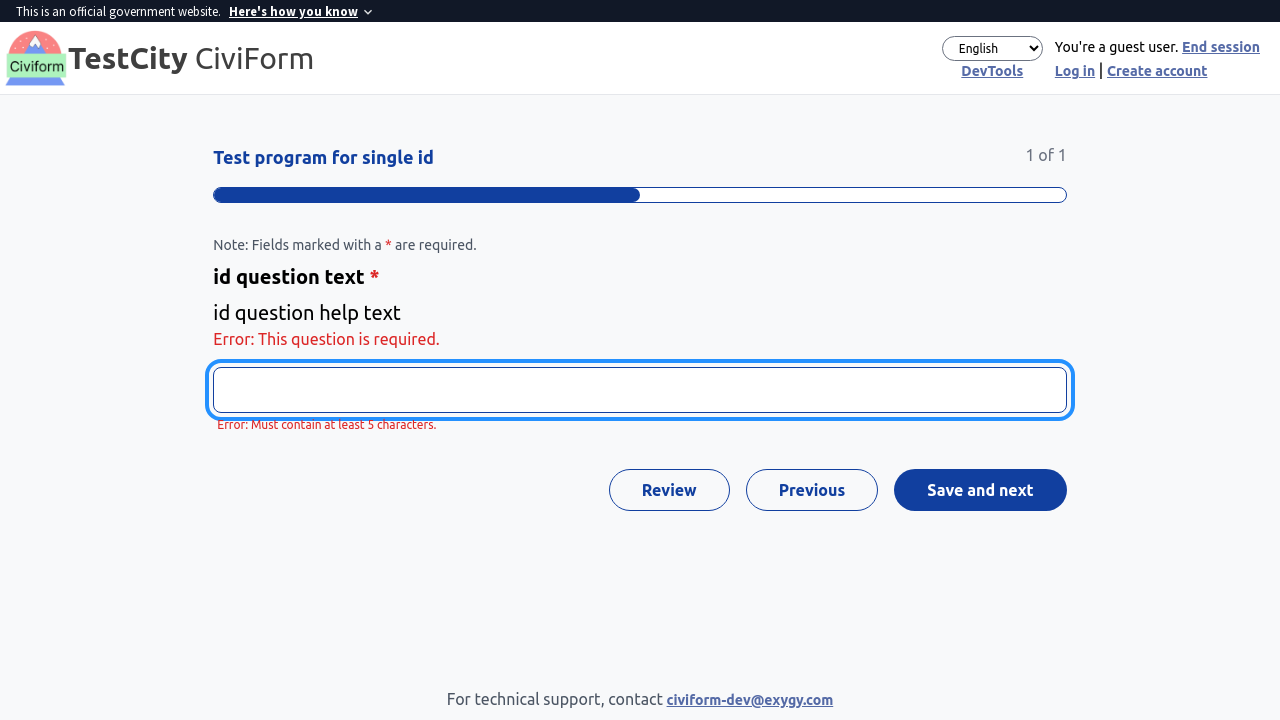 This is an official government website. Here's how you know
Civiform
TestCity CiviForm
English
You're a guest user. End session
DevTools
Log in | Create account
Test program for single id
1 of 1
Note: Fields marked with a * are required.
id question text *
id question help text
Error: This question is required.
Error: Must contain at least 5 characters.
Review
Previous
Save and next
For technical support, contact civiform-dev@exygy.com